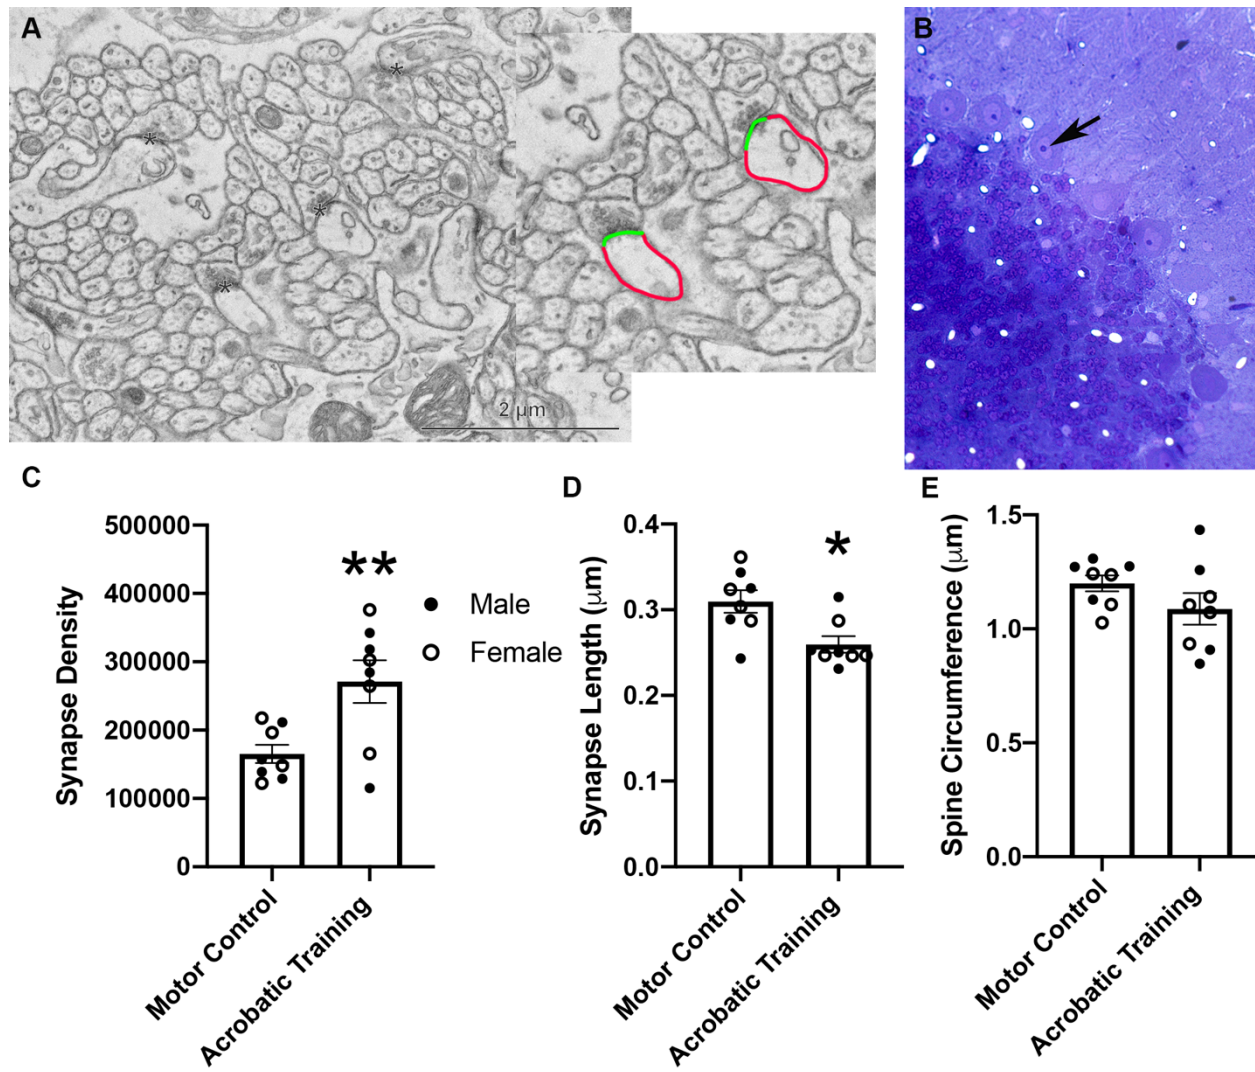 A
B
*
*
*
*
2 µm
C
D
E
500000
400000
300000
200000
100000
0
Synapse Density
**
Male
Female
Motor Control
Acrobatic Training
0.4
0.3
0.2
0.1
0.0
Synapse Length (µm)
*
Motor Control
Acrobatic Training
1.5
1.0
0.5
0.0
Spine Circumference (µm)
Motor Control
Acrobatic Training